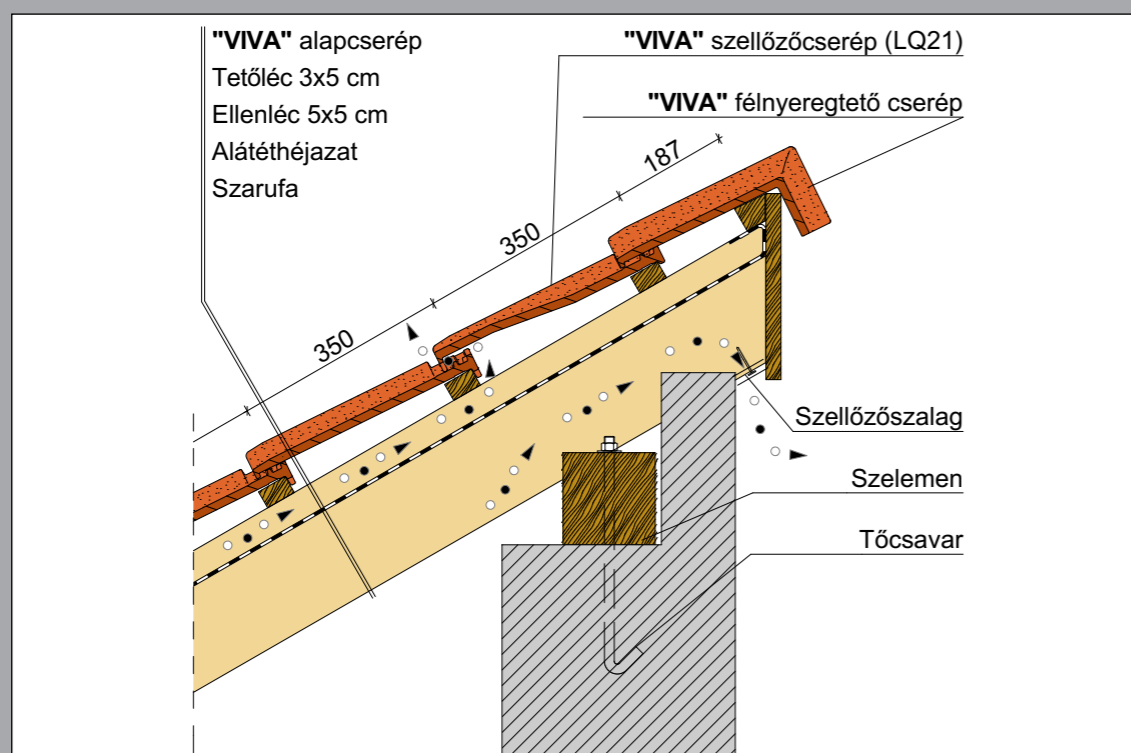 "VIVA" alapcserép
Tetőléc 3x5 cm
Ellenléc 5x5 cm
Alátéthéjazat
Szarufa
"VIVA" szellőzőcserép (LQ21)
"VIVA" félnyeregtető cserép
187
350
350
Szellőzőszalag
Szelemen
Tőcsavar